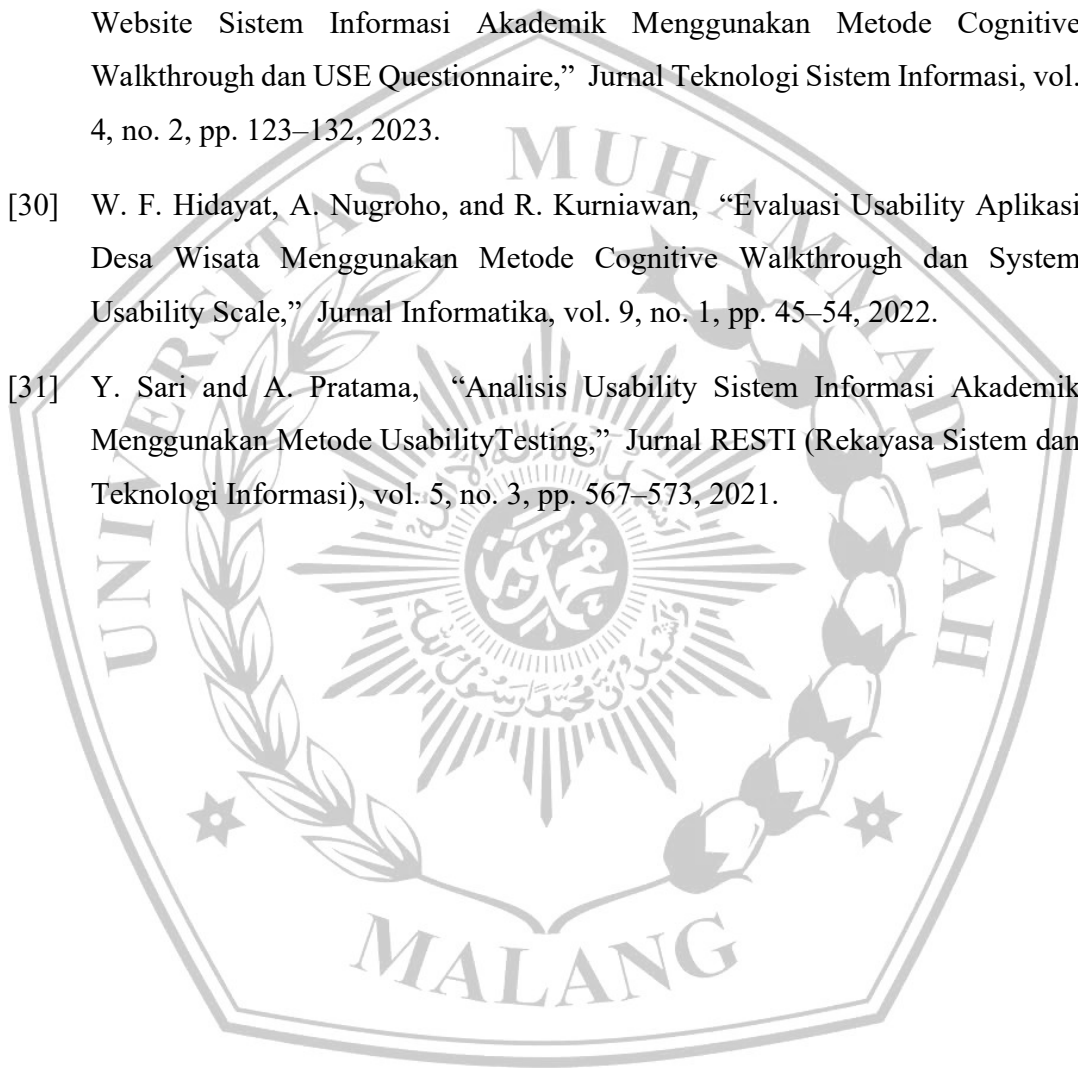 Website Sistem Informasi Akademik Menggunakan Metode Cognitive
Walkthrough dan USE Questionnaire,” Jurnal Teknologi Sistem Informasi, vol.
4, no. 2, pp. 123–132, 2023.
[30] W. F. Hidayat, A. Nugroho, and R. Kurniawan, “Evaluasi Usability Aplikasi
Desa Wisata Menggunakan Metode Cognitive Walkthrough dan System
Usability Scale,” Jurnal Informatika, vol. 9, no. 1, pp. 45–54, 2022.
[31] Y. Sari and A. Pratama, “Analisis Usability Sistem Informasi Akademik
Menggunakan Metode UsabilityTesting,” Jurnal RESTI (Rekayasa Sistem dan
Teknologi Informasi), vol. 5, no. 3, pp. 567–573, 2021.
UNIVERSITAS MUHAMMADIYAH
MALANG